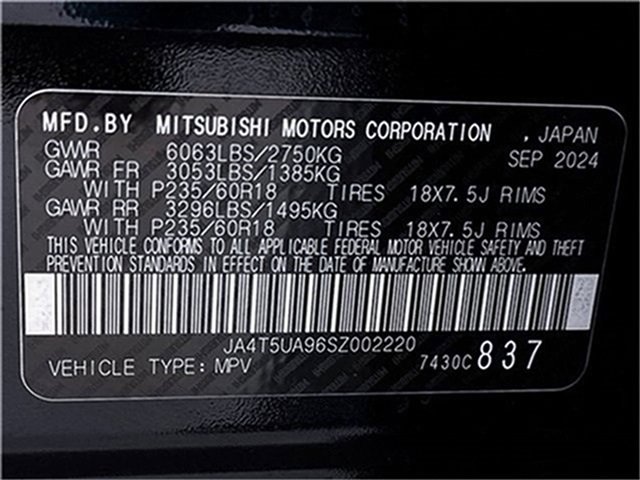 MFD.BY MITSUBISHI MOTORS CORPORATION , JAPAN
GVWR 6063LBS/2750KG SEP 2024
GAWR FR 3053LBS/1385KG
WITH P235/60R18 TIRES 18X7.5J RIMS
GAWR RR 3296LBS/1495KG
WITH P235/60R18 TIRES 18X7.5J RIMS
THIS VEHICLE CONFORMS TO ALL APPLICABLE FEDERAL MOTOR VEHICLE SAFETY AND THEFT
PREVENTION STANDARDS IN EFFECT ON THE DATE OF MANUFACTURE SHOWN ABOVE.
JA4T5UA96SZ002220
VEHICLE TYPE: MPV 7430C 837